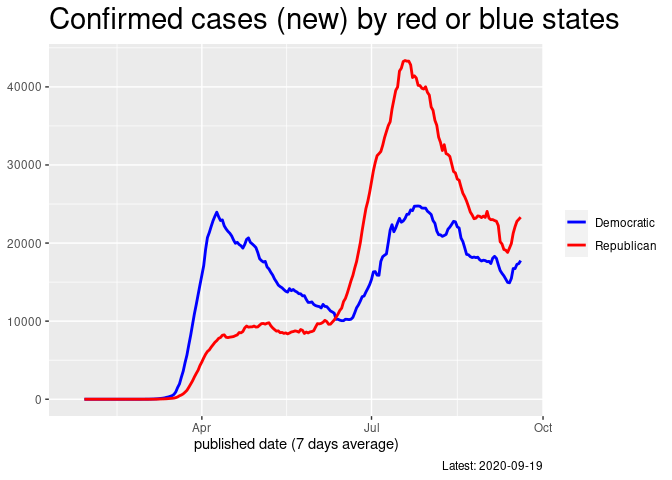 Confirmed cases (new) by red or blue states
40000
30000
20000
10000
0
Apr
Jul
Oct
published date (7 days average)
Democratic
Republican
Latest: 2020-09-19